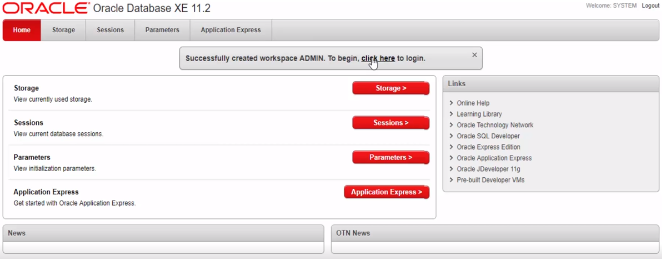 ORACLE Database XE 11.2
Welcome: SYSTEM Logout
Home Storage Sessions Parameters Application Express
Successfully created workspace ADMIN. To begin, click here to login.
Storage
View currently used storage.
Storage >
Sessions
View current database sessions.
Sessions >
Parameters
View initialization parameters.
Parameters >
Application Express
Get started with Oracle Application Express.
Application Express >
Links
Online Help
Learning Library
Oracle Technology Network
Oracle SQL Developer
Oracle Express Edition
Oracle Application Express
Oracle JDeveloper 11g
Pre-built Developer VMs
News
OTN News